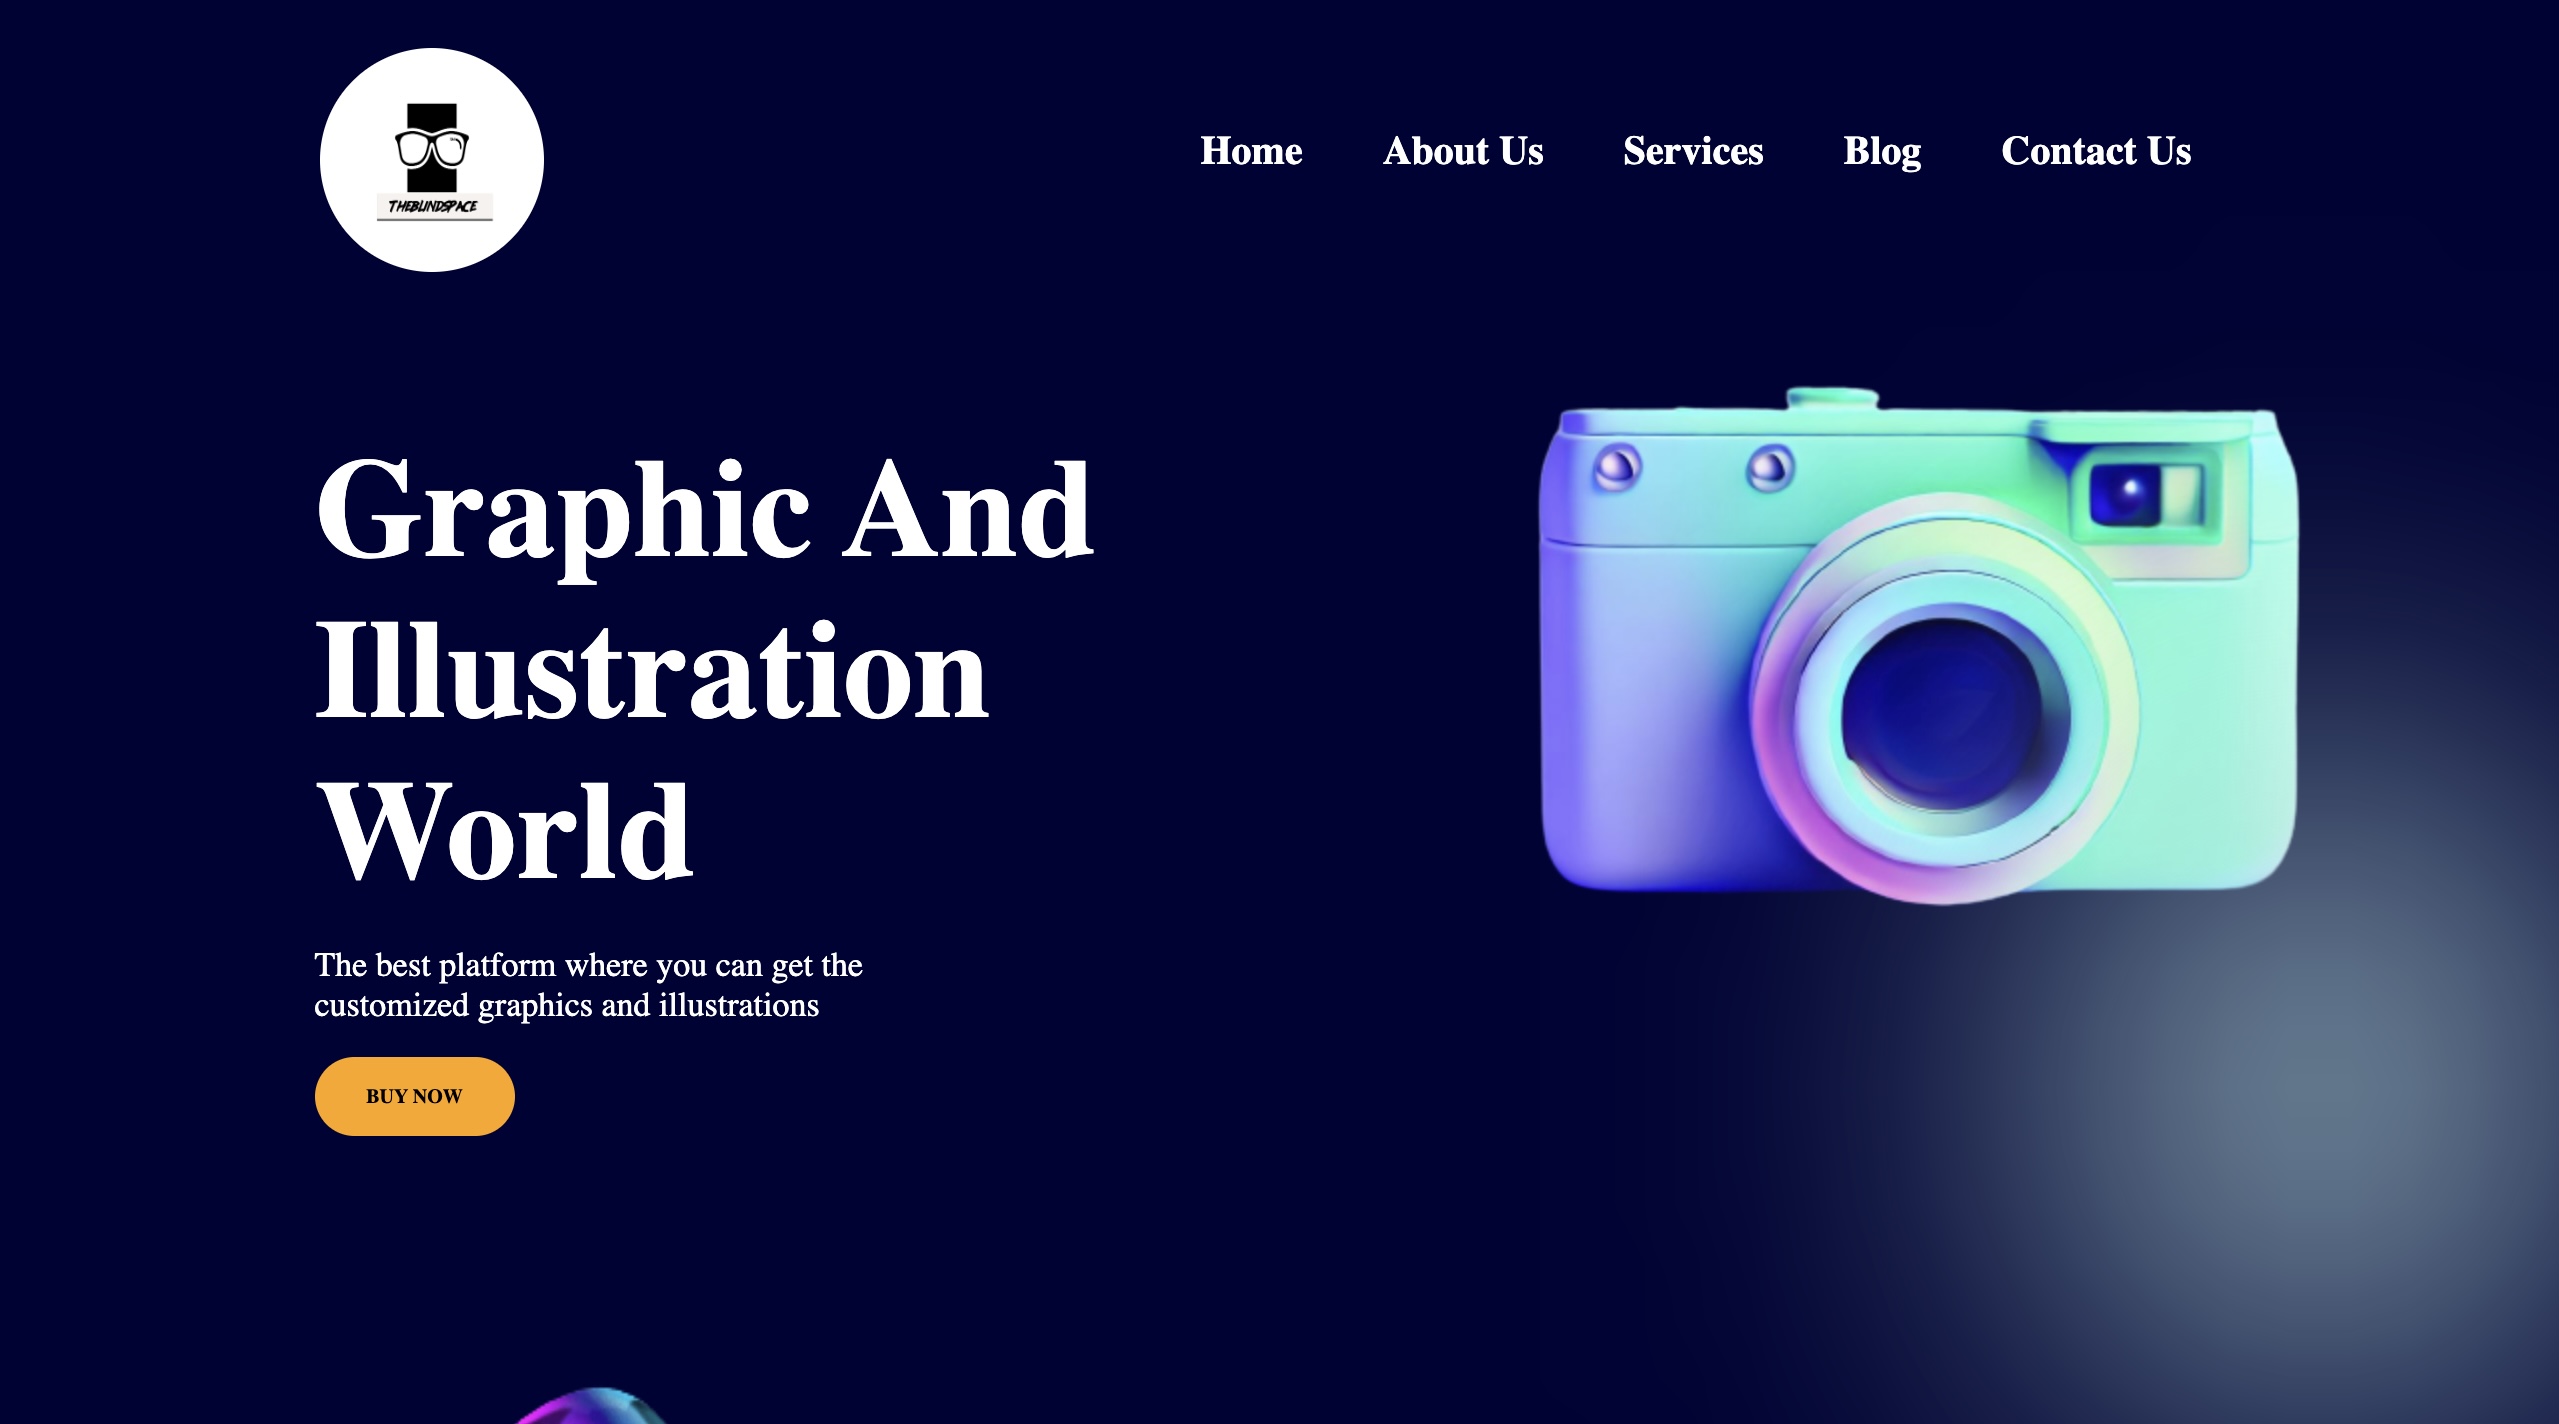 THEBLINDSPACE
Home About Us Services Blog Contact Us
Graphic And
Illustration
World
The best platform where you can get the
customized graphics and illustrations
BUY NOW